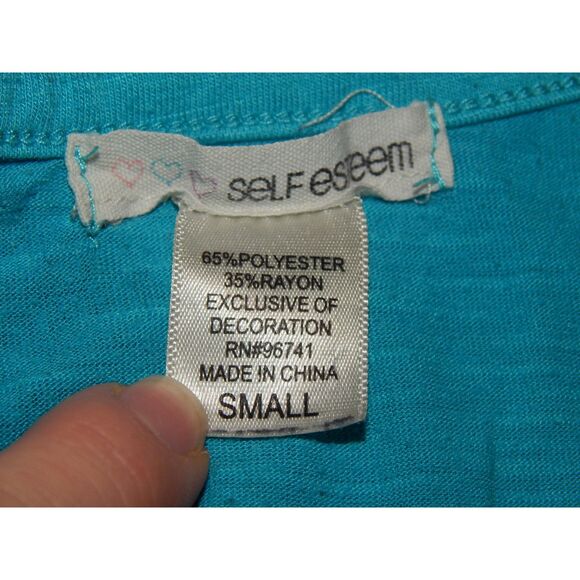 seLF esteem
65%POLYESTER
35%RAYON
EXCLUSIVE OF
DECORATION
RN#96741
MADE IN CHINA
SMALL